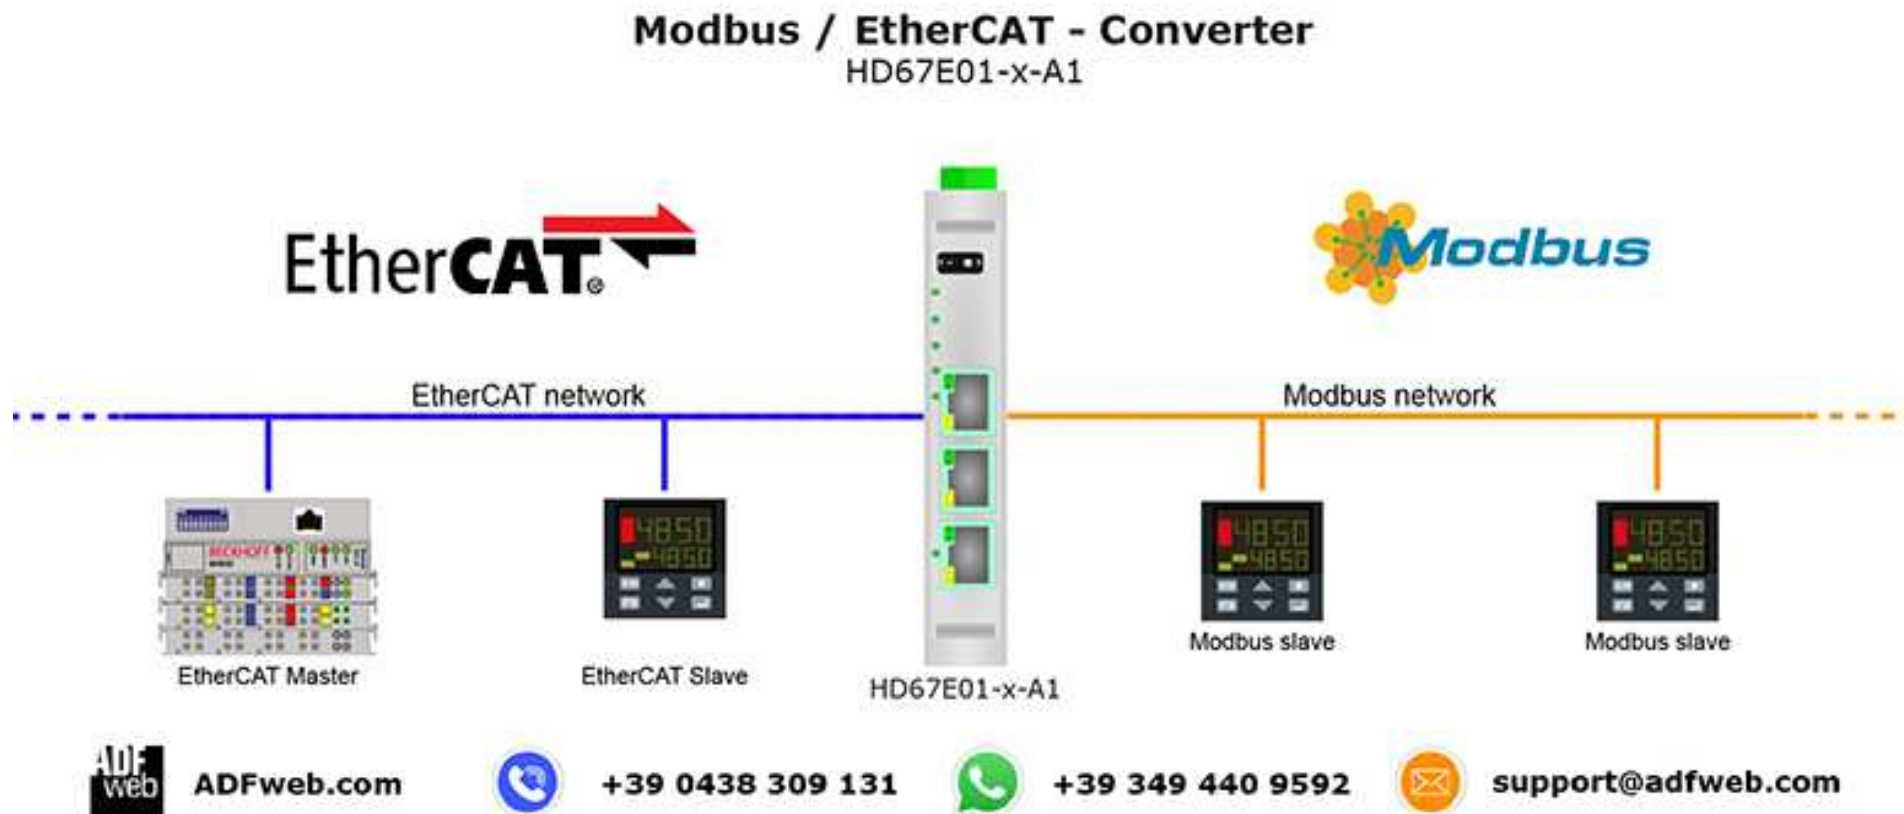 Modbus / EtherCAT - Converter
HD67E01-x-A1
EtherCAT®
Modbus
EtherCAT network
Modbus network
BECKHOFF
4850
4850
4850
4850
4850
4850
EtherCAT Master
EtherCAT Slave
HD67E01-x-A1
Modbus slave
Modbus slave
ADF
web
ADFweb.com
+39 0438 309 131
+39 349 440 9592
support@adfweb.com